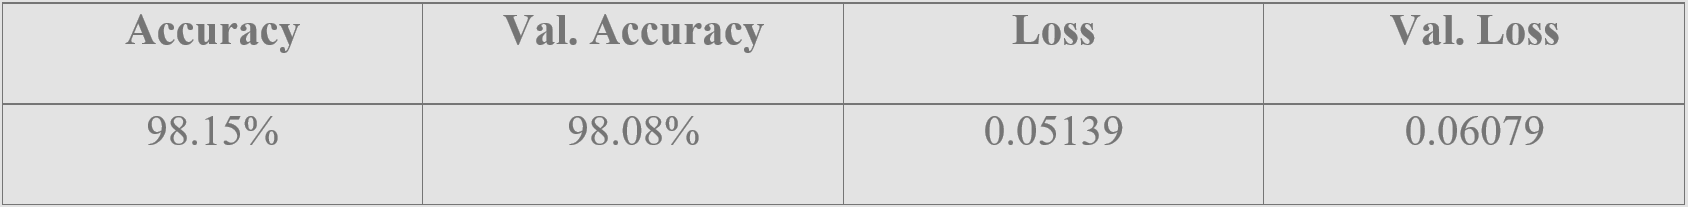 Accuracy Val. Accuracy Loss Val. Loss
98.15% 98.08% 0.05139 0.06079